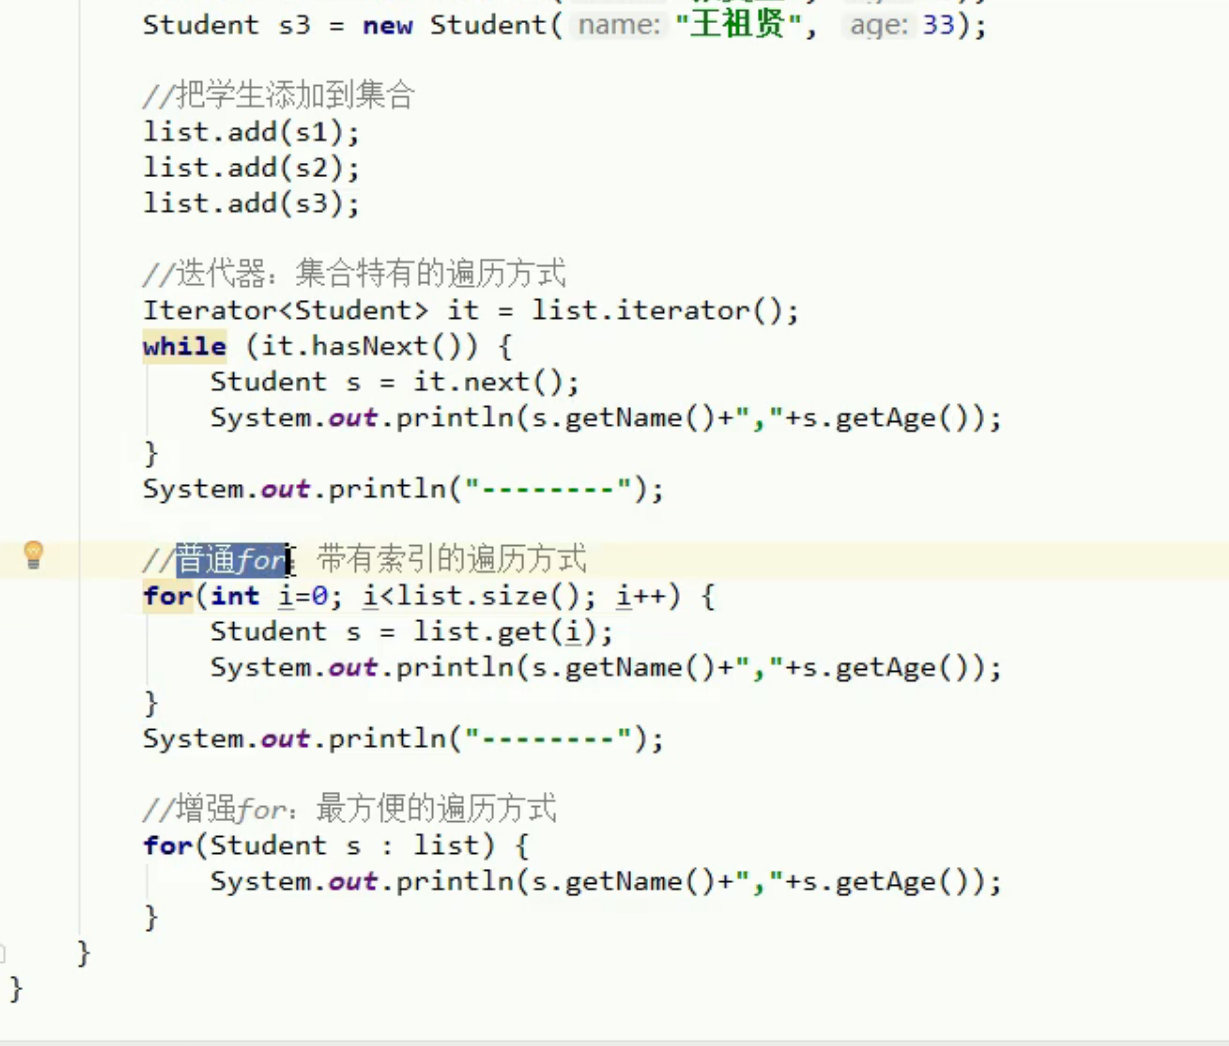 Student s3 = new Student( name: "王祖贤", age: 33);
//把学生添加到集合
list.add(s1);
list.add(s2);
list.add(s3);
//迭代器：集合特有的遍历方式
Iterator<Student> it = list.iterator();
while (it.hasNext()) {
Student s = it.next();
System.out.println(s.getName()+","+s.getAge());
}
System.out.println("--------");
//普通for：带有索引的遍历方式
for(int i=0; i<list.size(); i++) {
Student s = list.get(i);
System.out.println(s.getName()+","+s.getAge());
}
System.out.println("--------");
//增强for：最方便的遍历方式
for(Student s : list) {
System.out.println(s.getName()+","+s.getAge());
}
}
}